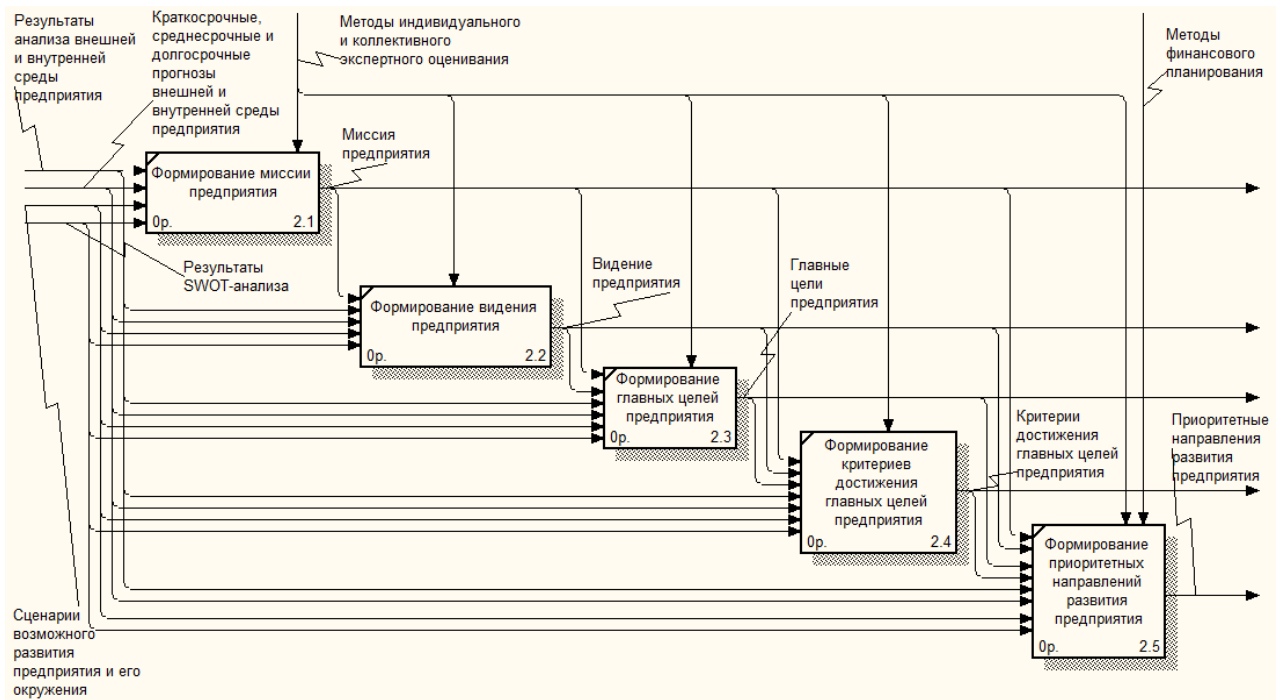 Результаты
анализа внешней
и внутренней
среды
предприятия
Краткосрочные,
среднесрочные и
долгосрочные
прогнозы
внешней и
внутренней среды
предприятия
Методы индивидуального
и коллективного
экспертного оценивания
Методы
финансового
планирования
Миссия
предприятия
Формирование миссии
предприятия
0р. 2.1
Результаты
SWOT-анализа
Видение
предприятия
Главные
цели
предприятия
Формирование видения
предприятия
0р. 2.2
Формирование
главных целей
предприятия
0р. 2.3
Критерии
достижения
главных целей
предприятия
Приоритетные
направления
развития
предприятия
Формирование
критериев
достижения
главных целей
предприятия
0р. 2.4
Формирование
приоритетных
направлений
развития
предприятия
0р. 2.5
Сценарии
возможного
развития
предприятия и его
окружения